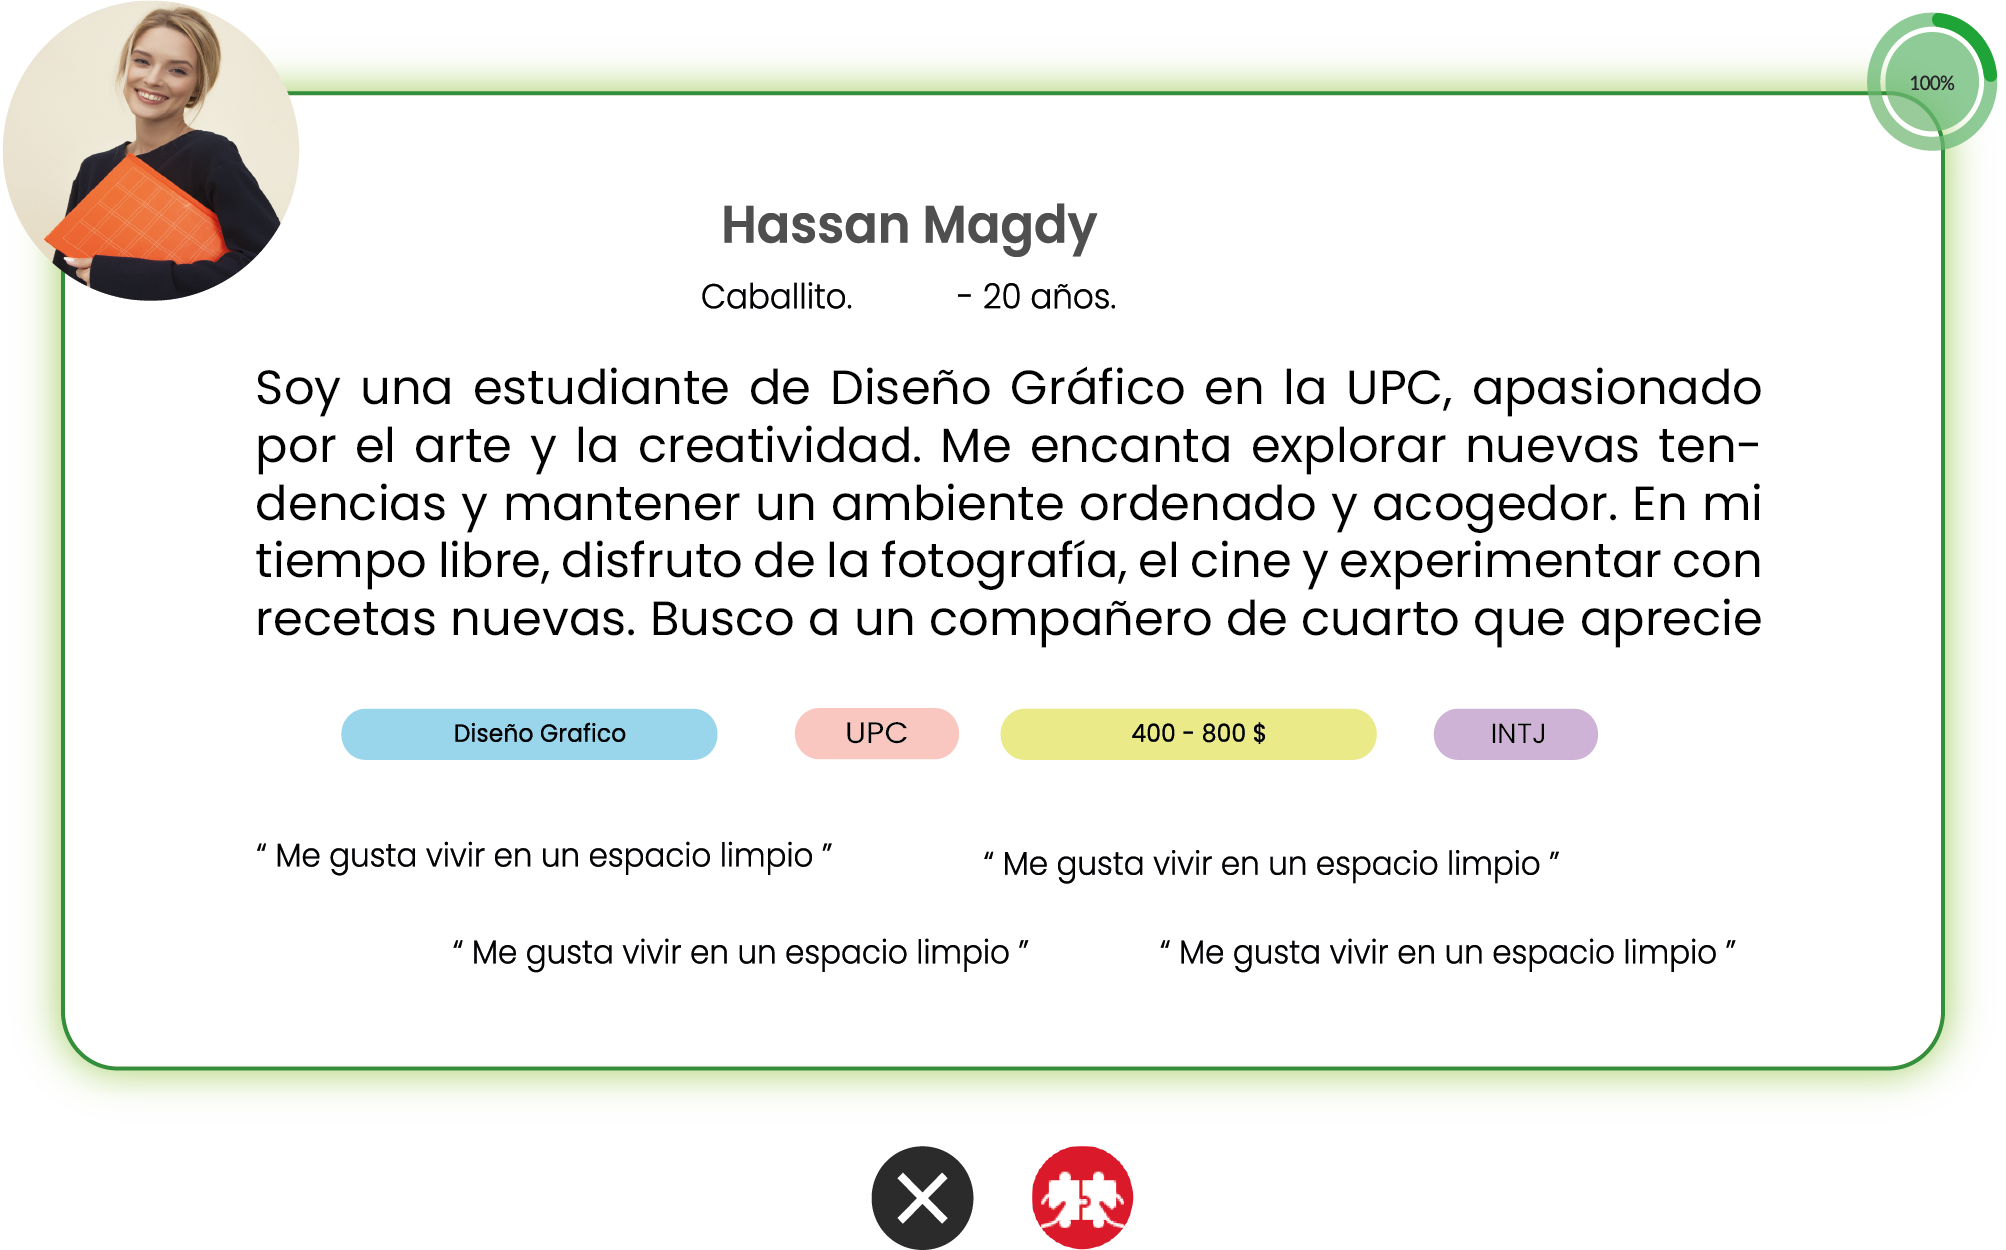 100%
Hassan Magdy
Caballito. - 20 años.
Soy una estudiante de Diseño Gráfico en la UPC, apasionado
por el arte y la creatividad. Me encanta explorar nuevas ten-
dencias y mantener un ambiente ordenado y acogedor. En mi
tiempo libre, disfruto de la fotografía, el cine y experimentar con
recetas nuevas. Busco a un compañero de cuarto que aprecie
Diseño Grafico UPC 400 - 800 $ INTJ
“ Me gusta vivir en un espacio limpio ” “ Me gusta vivir en un espacio limpio ”
“ Me gusta vivir en un espacio limpio ” “ Me gusta vivir en un espacio limpio ”